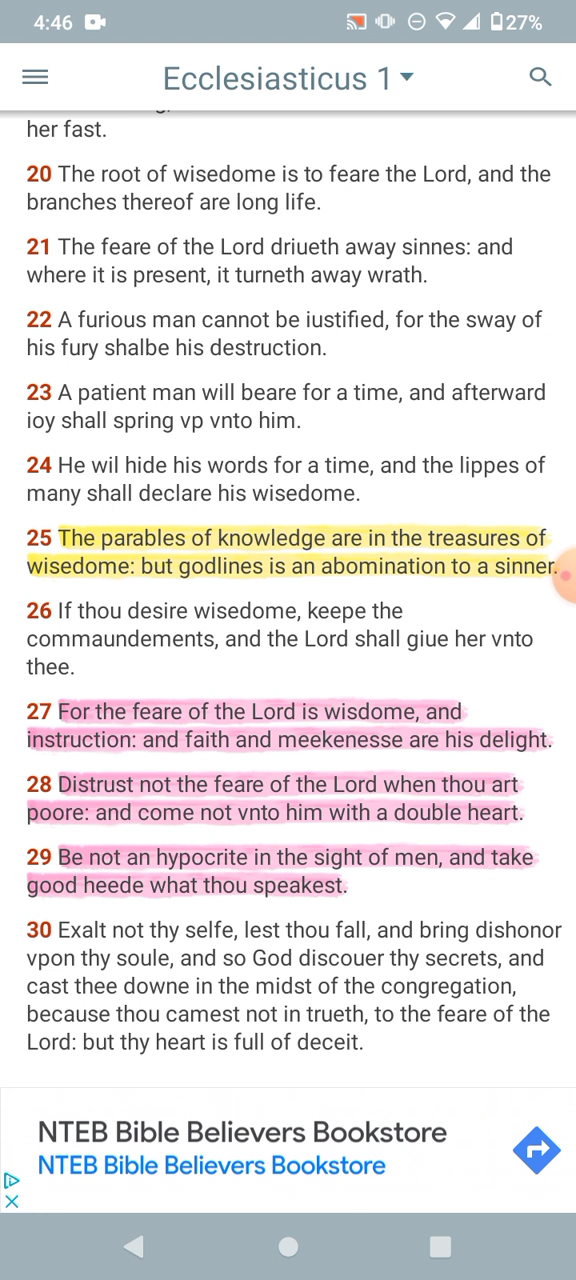 4:46 27%
Ecclesiasticus 1
her fast.
20 The root of wisedome is to feare the Lord, and the
branches thereof are long life.
21 The feare of the Lord driueth away sinnes: and
where it is present, it turneth away wrath.
22 A furious man cannot be iustified, for the sway of
his fury shalbe his destruction.
23 A patient man will beare for a time, and afterward
ioy shall spring vp vnto him.
24 He wil hide his words for a time, and the lippes of
many shall declare his wisedome.
25 The parables of knowledge are in the treasures of
wisedome: but godlines is an abomination to a sinner.
26 If thou desire wisedome, keepe the
commaundements, and the Lord shall giue her vnto
thee.
27 For the feare of the Lord is wisdome, and
instruction: and faith and meekenesse are his delight.
28 Distrust not the feare of the Lord when thou art
poore: and come not vnto him with a double heart.
29 Be not an hypocrite in the sight of men, and take
good heede what thou speakest.
30 Exalt not thy selfe, lest thou fall, and bring dishonor
vpon thy soule, and so God discouer thy secrets, and
cast thee downe in the midst of the congregation,
because thou camest not in trueth, to the feare of the
Lord: but thy heart is full of deceit.
NTEB Bible Believers Bookstore
NTEB Bible Believers Bookstore